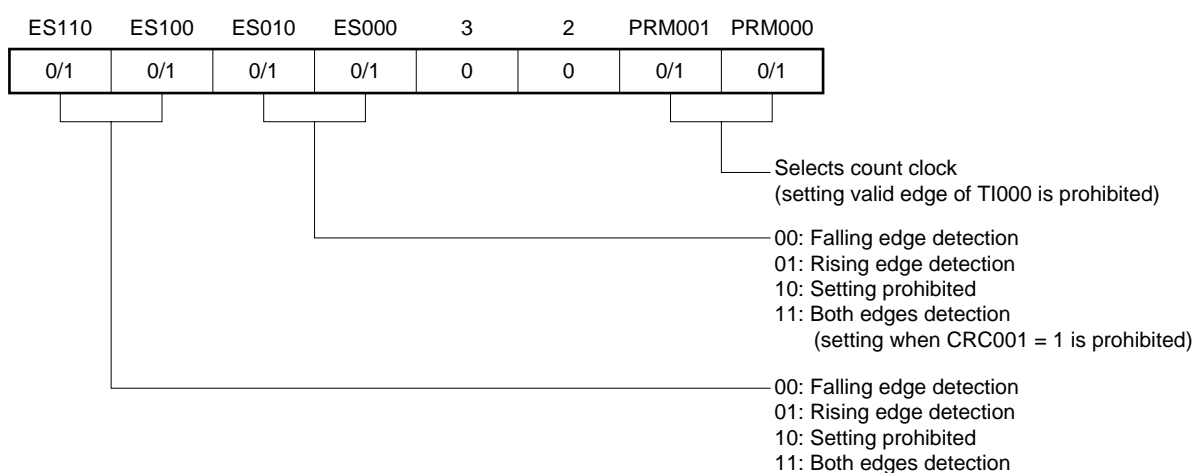 ES110 ES100 ES010 ES000 3 2 PRM001 PRM000
0/1 0/1 0/1 0/1 0 0 0/1 0/1
Selects count clock
(setting valid edge of TI000 is prohibited)
00: Falling edge detection
01: Rising edge detection
10: Setting prohibited
11: Both edges detection
(setting when CRC001 = 1 is prohibited)
00: Falling edge detection
01: Rising edge detection
10: Setting prohibited
11: Both edges detection